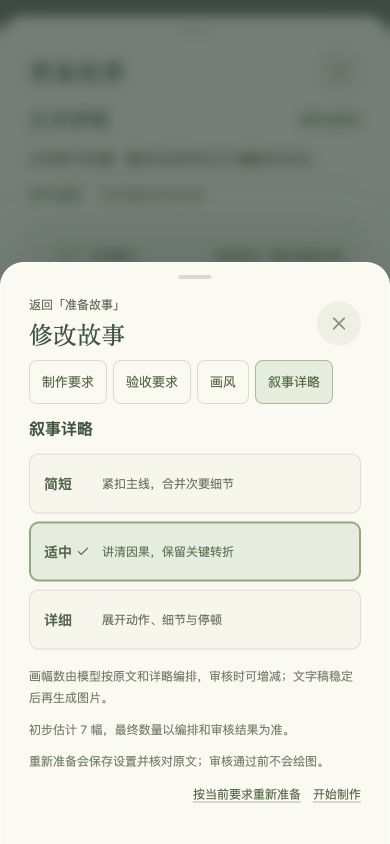 返回「准备故事」
修改故事
制作要求 验收要求 画风 叙事详略
叙事详略
简短 紧扣主线，合并次要细节
适中 ✓ 讲清因果，保留关键转折
详细 展开动作、细节与停顿
画幅数由模型按原文和详略编排，审核时可增减；文字稿稳定
后再生成图片。
初步估计 7 幅，最终数量以编排和审核结果为准。
重新准备会保存设置并核对原文；审核通过前不会绘图。
按当前要求重新准备 开始制作